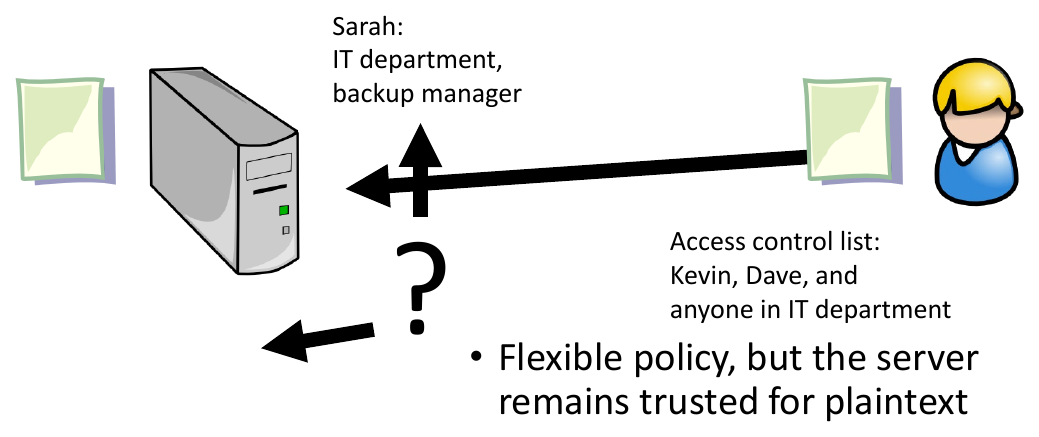 Sarah:
IT department,
backup manager
?
Access control list:
Kevin, Dave, and
anyone in IT department
• Flexible policy, but the server
remains trusted for plaintext